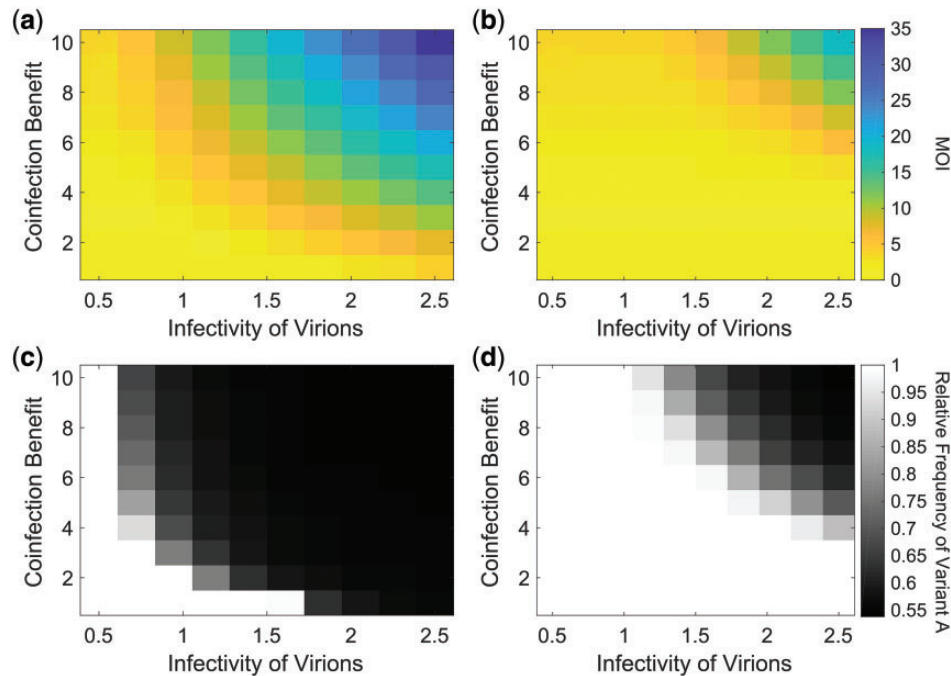 (a)
10
8
6
4
2
Coinfection Benefit
0.5 1 1.5 2 2.5
Infectivity of Virions
(b)
10
8
6
4
2
Coinfection Benefit
0.5 1 1.5 2 2.5
Infectivity of Virions
35
30
25
20
15
10
5
0
MOI
(c)
10
8
6
4
2
Coinfection Benefit
0.5 1 1.5 2 2.5
Infectivity of Virions
(d)
10
8
6
4
2
Coinfection Benefit
0.5 1 1.5 2 2.5
Infectivity of Virions
1
0.95
0.9
0.85
0.8
0.75
0.7
0.65
0.6
0.55
Relative Frequency of Variant A